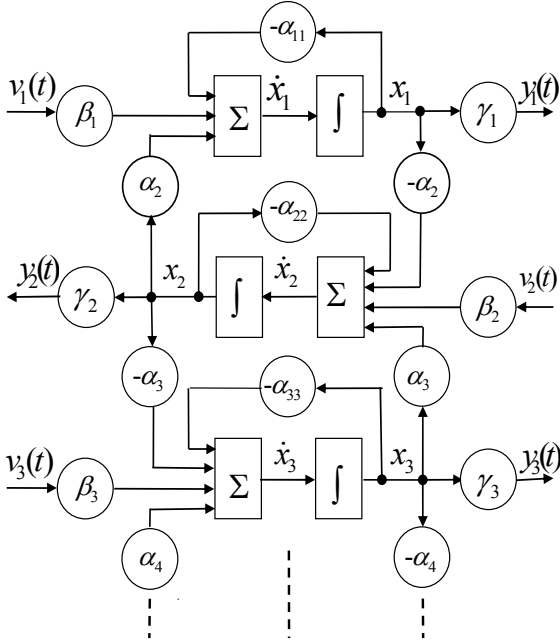 -α₁₁
v₁(t) β₁ Σ ẋ₁ ∫ x₁ γ₁ y₁(t)
α₂ -α₂
-α₂₂
y₂(t) γ₂ x₂ ∫ ẋ₂ Σ β₂ v₂(t)
-α₃ α₃
-α₃₃
v₃(t) β₃ Σ ẋ₃ ∫ x₃ γ₃ y₃(t)
α₄ -α₄